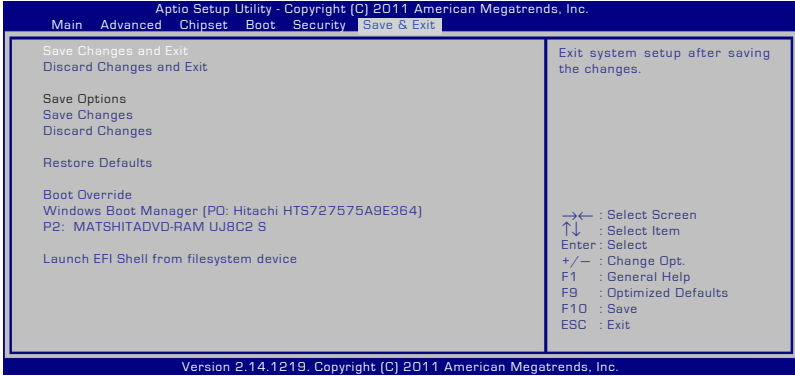 Aptio Setup Utility - Copyright (C) 2011 American Megatrends, Inc.
Main Advanced Chipset Boot Security Save & Exit
Save Changes and Exit
Discard Changes and Exit
Save Options
Save Changes
Discard Changes
Restore Defaults
Boot Override
Windows Boot Manager (P0: Hitachi HTS727575A9E364)
P2: MATSHITADVD-RAM UJ8C2 S
Launch EFI Shell from filesystem device
Exit system setup after saving
the changes.
→← : Select Screen
↑↓ : Select Item
Enter : Select
+/− : Change Opt.
F1 : General Help
F9 : Optimized Defaults
F10 : Save
ESC : Exit
Version 2.14.1219. Copyright (C) 2011 American Megatrends, Inc.